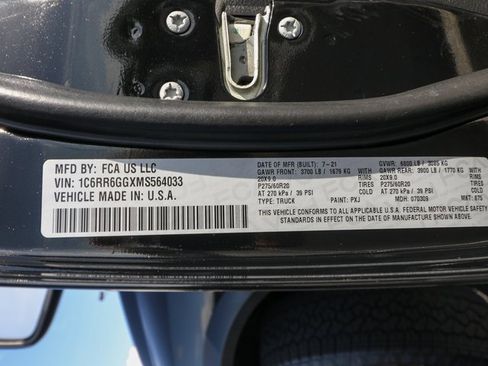 MFD BY: FCA US LLC
VIN: 1C6RR6GGXMS564033
VEHICLE MADE IN: U.S.A.
DATE OF MFR (BUILT): 7-21 GVWR: 6800 LB / 3085 KG
GAWR FRONT: 3700 LB / 1679 KG GAWR REAR: 3900 LB / 1770 KG
20X9.0 RIMS 20X9.0 RIMS
P275/60R20 TIRES P275/60R20 TIRES
AT 270 kPa / 39 PSI COLD AT 270 kPa / 39 PSI COLD
TYPE: TRUCK PAINT: PXJ MDH: 070309 MKT: 675
THIS VEHICLE CONFORMS TO ALL APPLICABLE U.S.A. FEDERAL MOTOR VEHICLE SAFETY
STANDARDS IN EFFECT ON THE DATE OF MANUFACTURE SHOWN ABOVE.